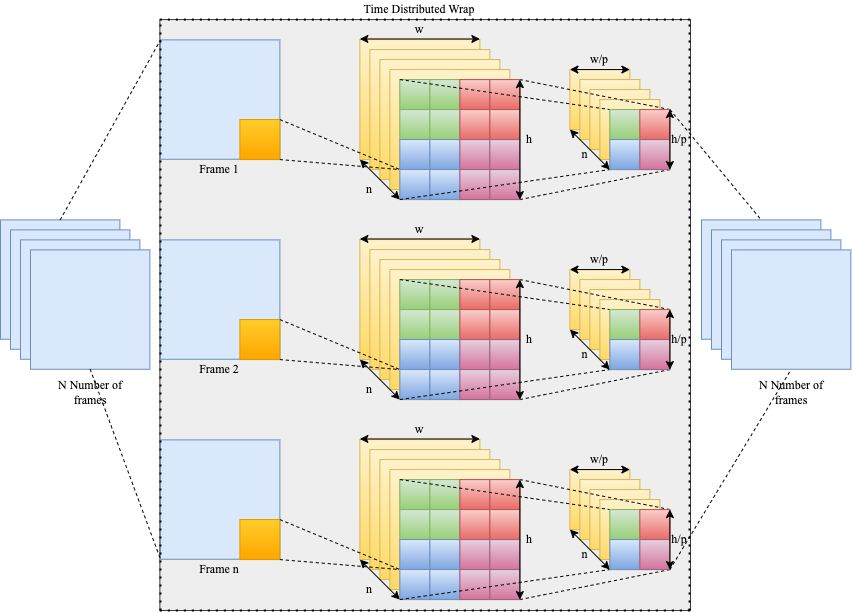 Time Distributed Wrap
w
w/p
h
h/p
n
n
Frame 1
w
w/p
h
h/p
n
n
Frame 2
N Number of
frames
N Number of
frames
w
w/p
h
h/p
n
n
Frame n